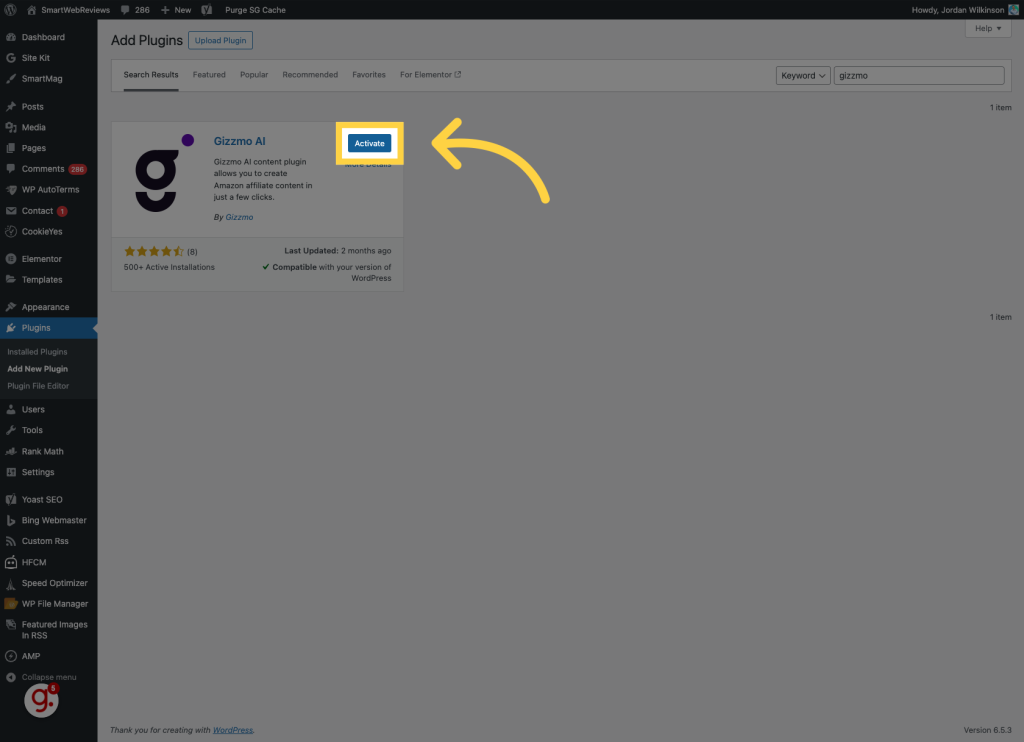 SmartWebReviews 286 New Purge SG Cache Howdy, Jordan Wilkinson
Help
Dashboard
Site Kit
SmartMag
Posts
Media
Pages
Comments 286
WP AutoTerms
Contact 1
CookieYes
Elementor
Templates
Appearance
Plugins
Installed Plugins
Add New Plugin
Plugin File Editor
Users
Tools
Rank Math
Settings
Yoast SEO
Bing Webmaster
Custom Rss
HFCM
Speed Optimizer
WP File Manager
Featured Images
In RSS
AMP
Collapse menu
g. 5
Add Plugins Upload Plugin
Search Results Featured Popular Recommended Favorites For Elementor Keyword gizzmo
1 item
Gizzmo AI
Activate
More Details
Gizzmo AI content plugin
allows you to create
Amazon affiliate content in
just a few clicks.
By Gizzmo
(8)
500+ Active Installations
Last Updated: 2 months ago
Compatible with your version of
WordPress
1 item
Thank you for creating with WordPress. Version 6.5.3